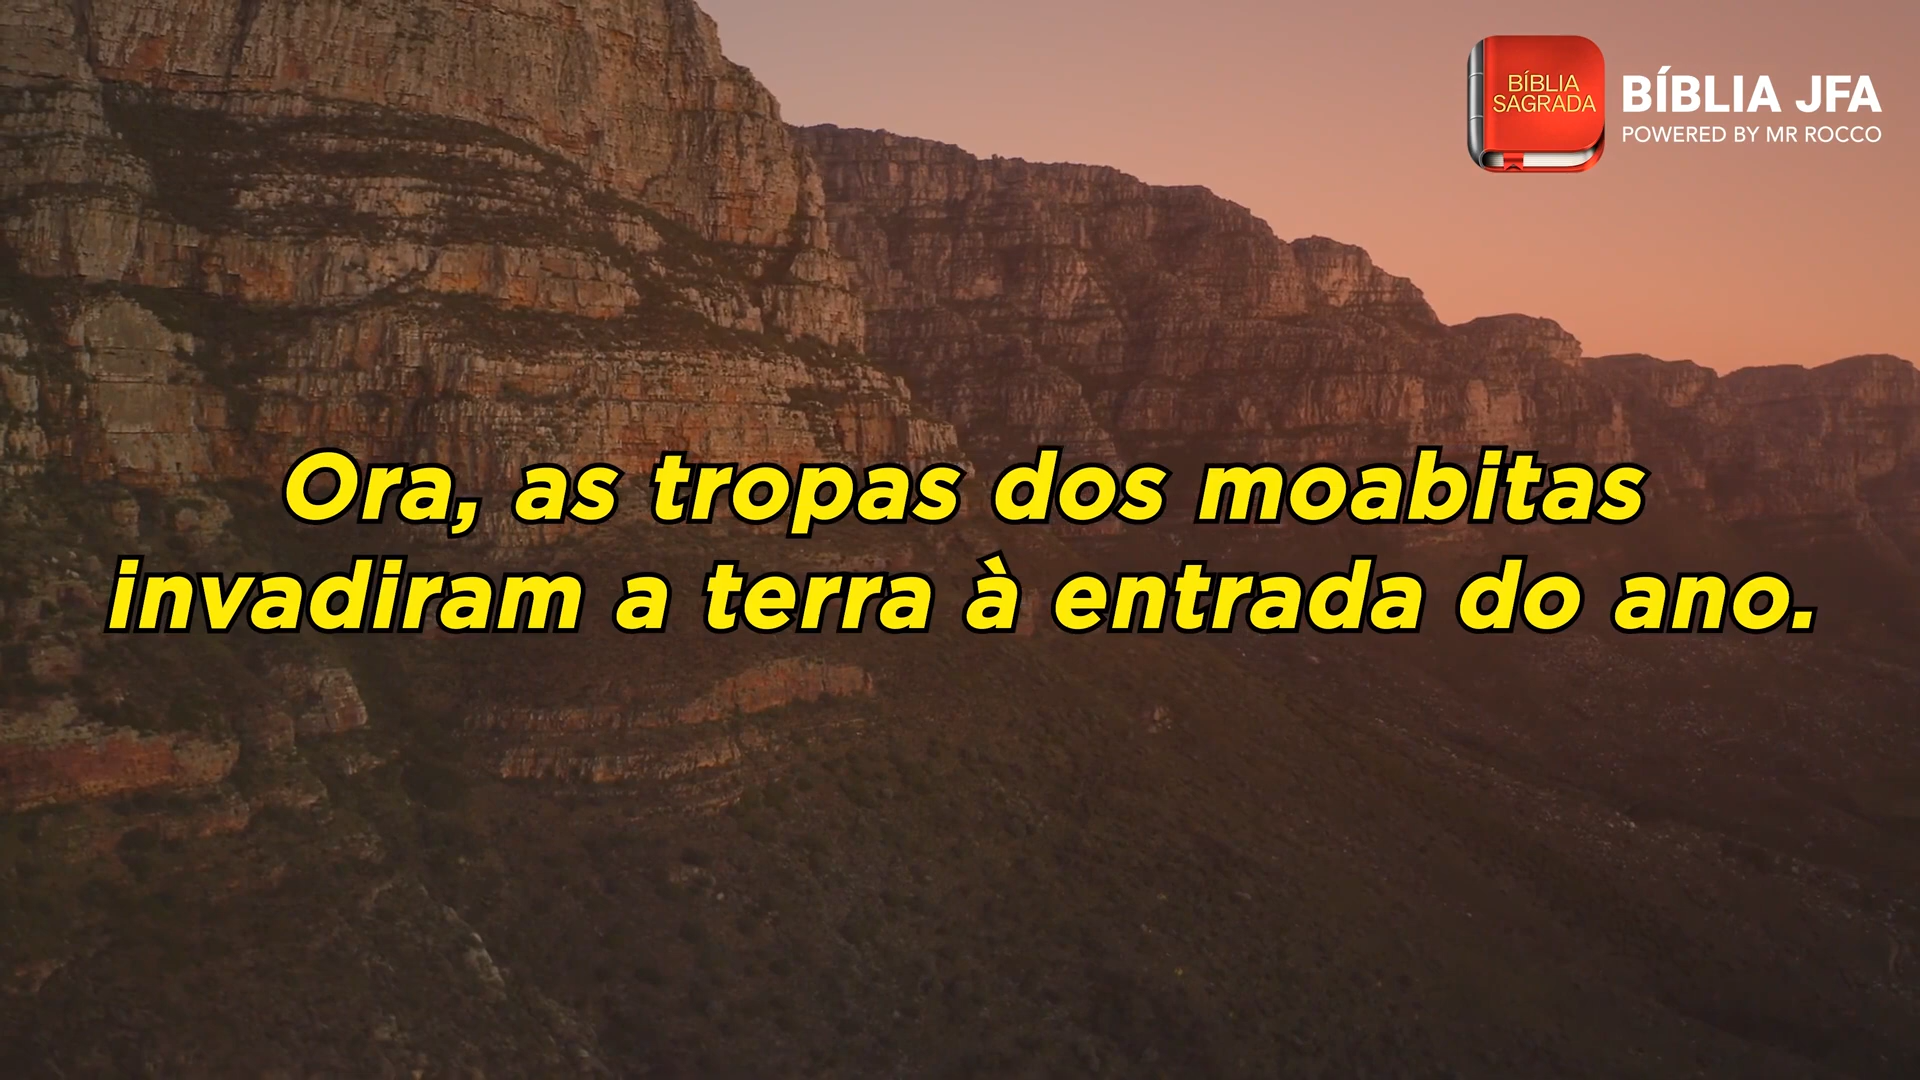 BÍBLIA
SAGRADA
BÍBLIA JFA
POWERED BY MR ROCCO
Ora, as tropas dos moabitas
invadiram a terra à entrada do ano.